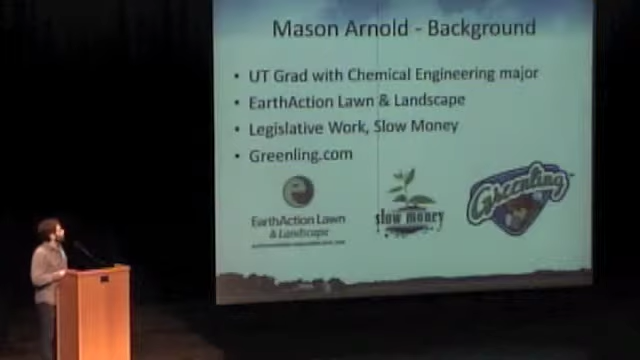 Mason Arnold - Background
• UT Grad with Chemical Engineering major
• EarthAction Lawn & Landscape
• Legislative Work, Slow Money
• Greenling.com
EarthAction Lawn
& Landscape
slow money
Greenling